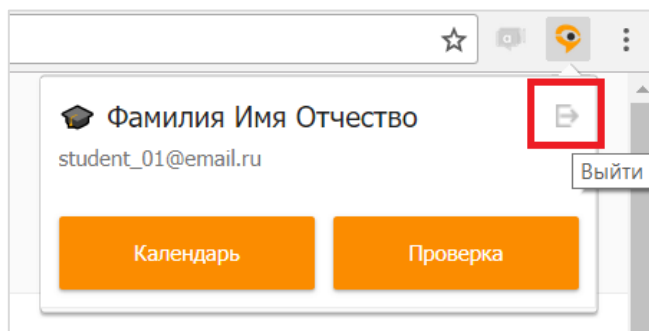 Фамилия Имя Отчество
student_01@email.ru
Выйти
Календарь
Проверка